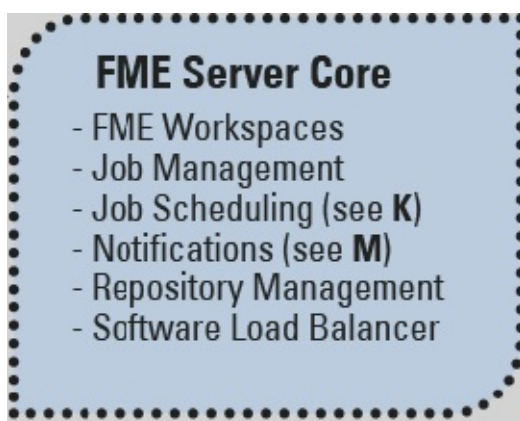 FME Server Core
- FME Workspaces
- Job Management
- Job Scheduling (see K)
- Notifications (see M)
- Repository Management
- Software Load Balancer